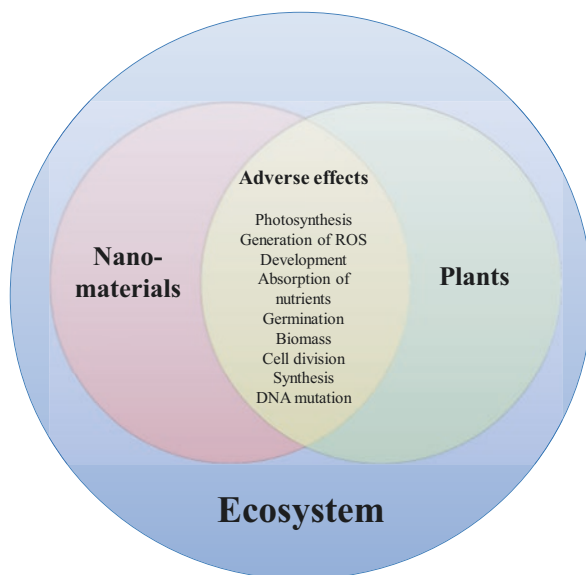 Adverse effects
Photosynthesis
Generation of ROS
Development
Absorption of
nutrients
Germination
Biomass
Cell division
Synthesis
DNA mutation
Nano-
materials
Plants
Ecosystem